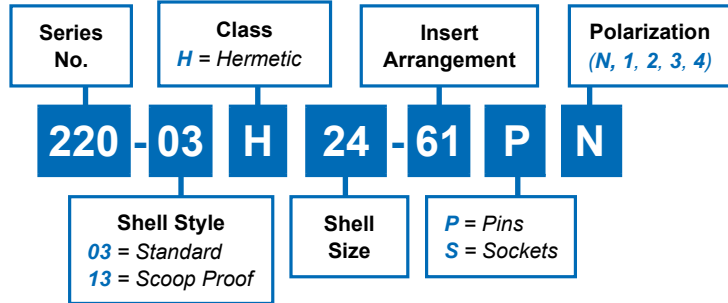 Series
No.
Class
H = Hermetic
Insert
Arrangement
Polarization
(N, 1, 2, 3, 4)
220 - 03 H 24 - 61 P N
Shell Style
03 = Standard
13 = Scoop Proof
Shell
Size
P = Pins
S = Sockets